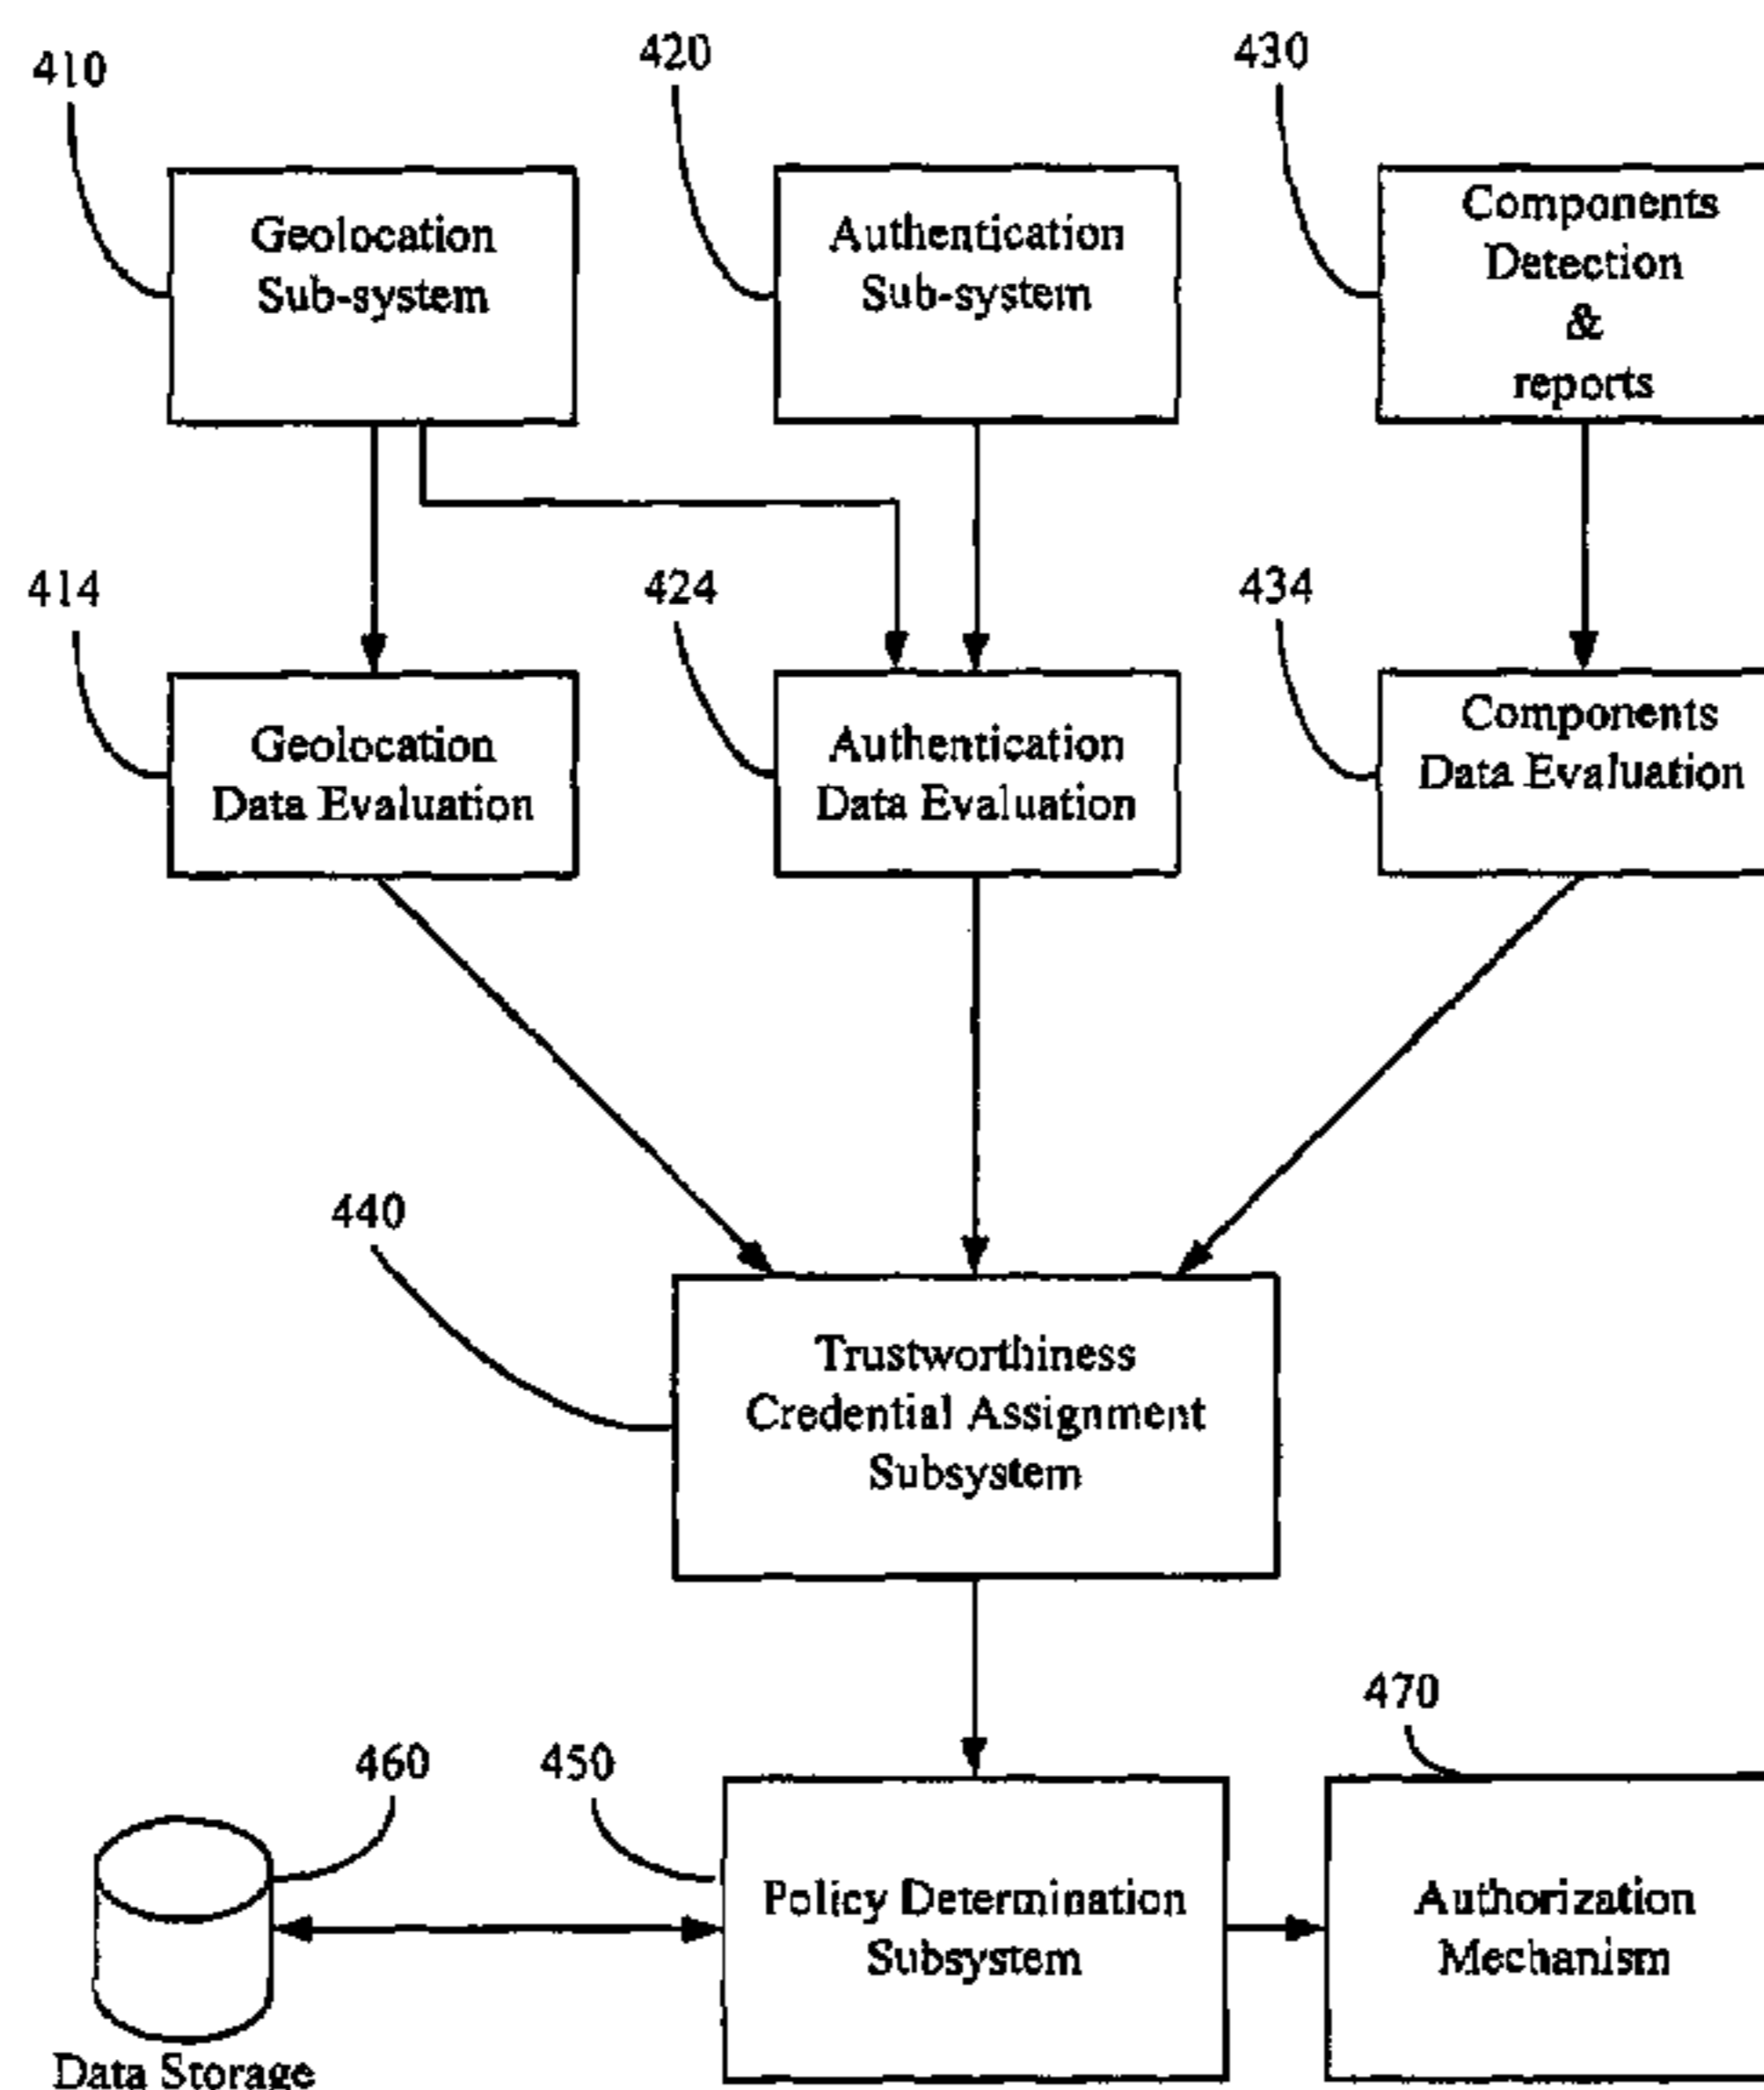 410
420
430
Geolocation
Sub-system
Authentication
Sub-system
Components
Detection
&
reports
414
424
434
Geolocation
Data Evaluation
Authentication
Data Evaluation
Components
Data Evaluation
440
Trustworthiness
Credential Assignment
Subsystem
470
460
450
Policy Determination
Subsystem
Authorization
Mechanism
Data Storage